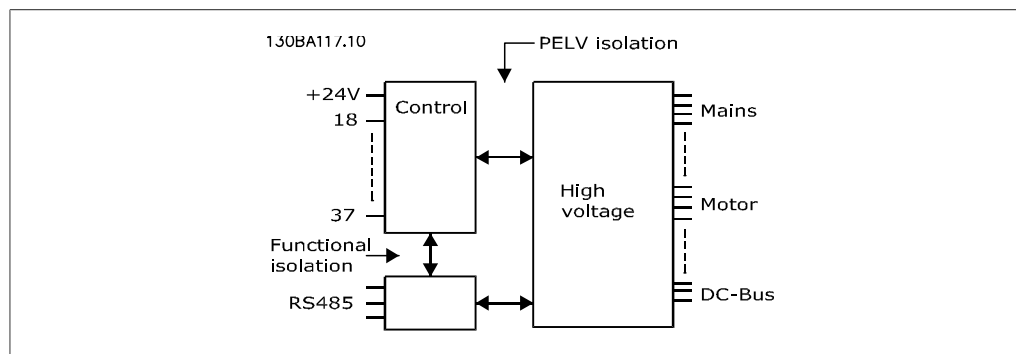 130BA117.10
PELV isolation
+24V
Control
18
Mains
High
voltage
37
Motor
Functional
isolation
RS485
DC-Bus